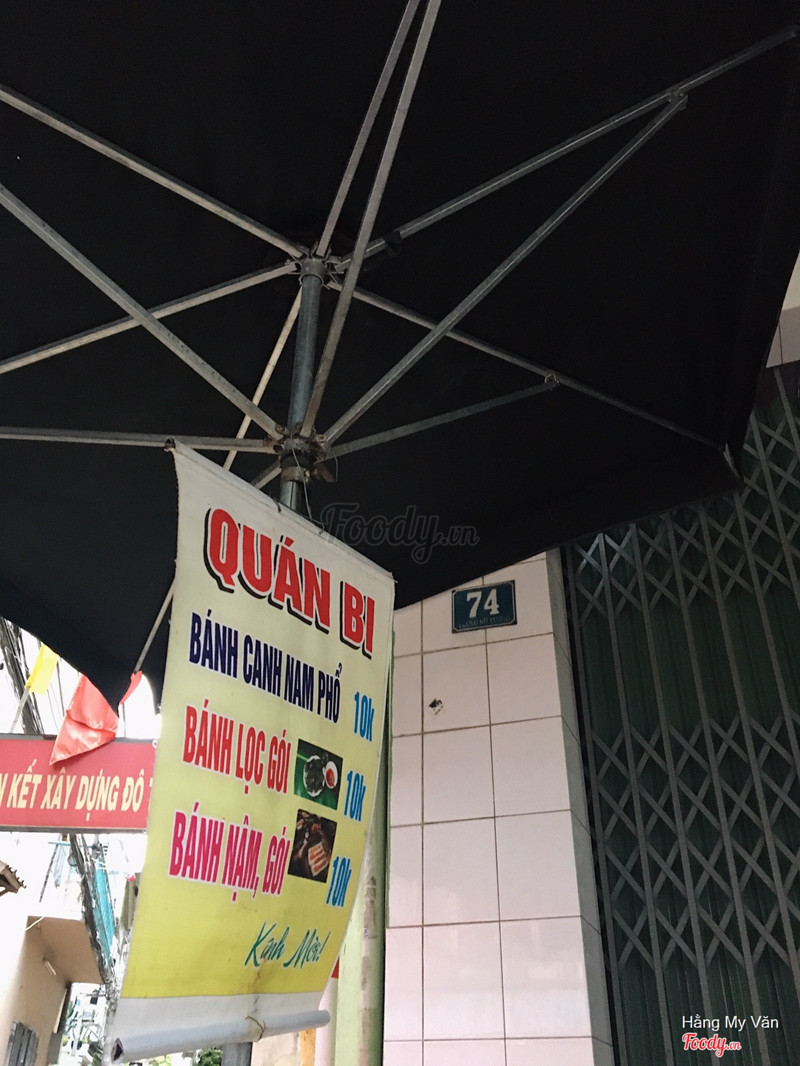 Foody.vn
QUÁN BI
BÁNH CANH NAM PHỔ 10k
BÁNH LỌC GÓI 10k
BÁNH NẬM, GÓI 10k
Kính Mời!
74
KẾT XÂY DỰNG ĐÔ
Hằng My Văn
Foody.vn